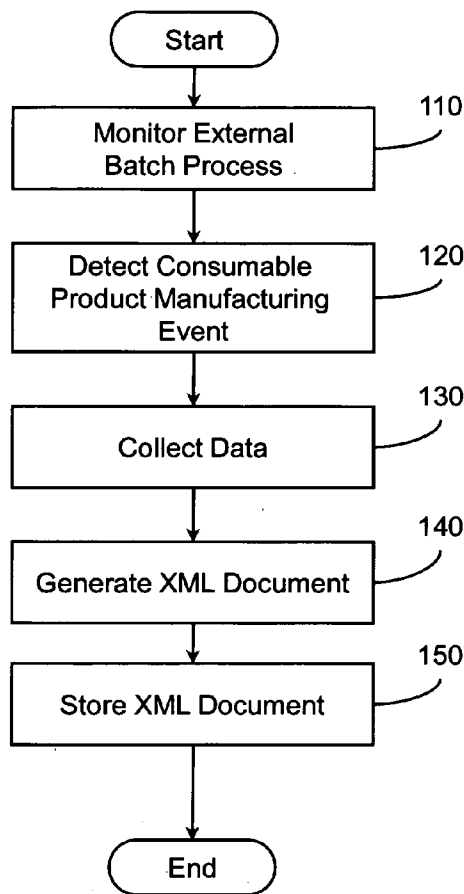 Start
110
Monitor External
Batch Process
120
Detect Consumable
Product Manufacturing
Event
130
Collect Data
140
Generate XML Document
150
Store XML Document
End